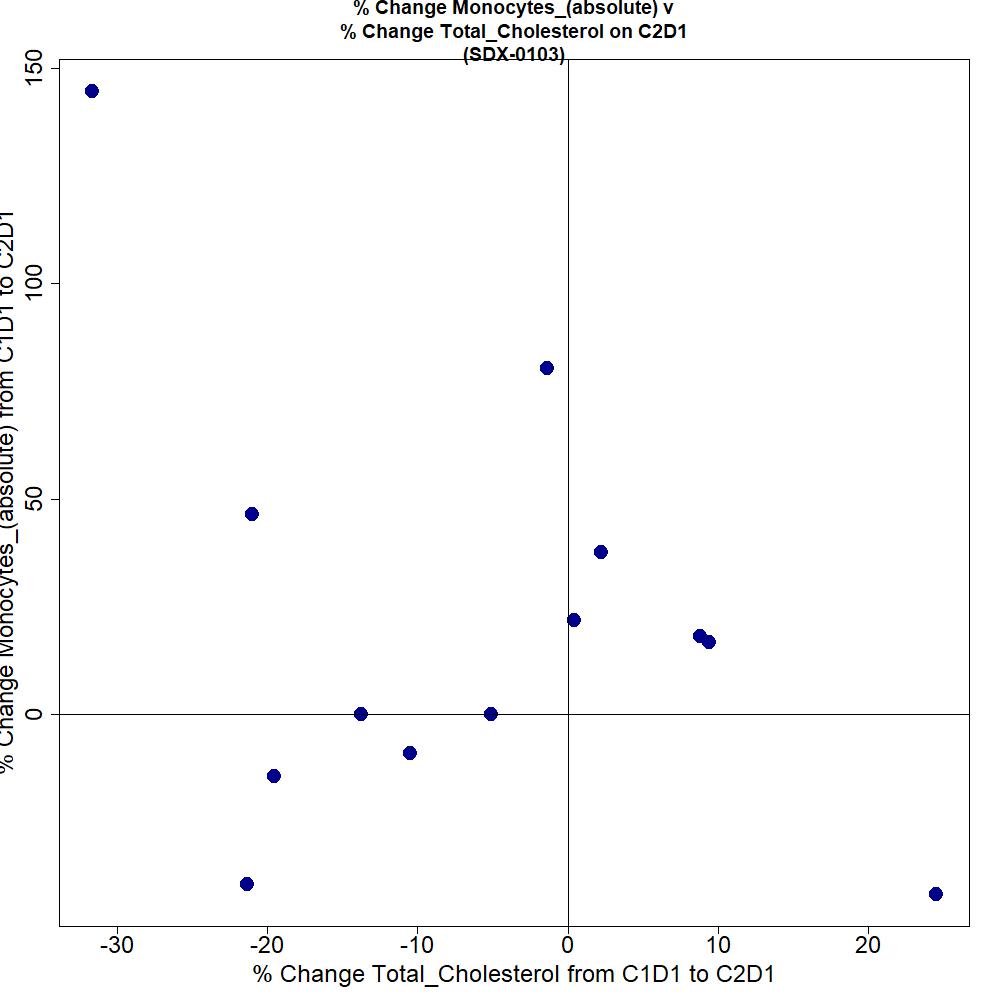 % Change Monocytes_(absolute) v
% Change Total_Cholesterol on C2D1
(SDX-0103)
% Change Monocytes_(absolute) from C1D1 to C2D1
150
100
50
0
-30 -20 -10 0 10 20
% Change Total_Cholesterol from C1D1 to C2D1